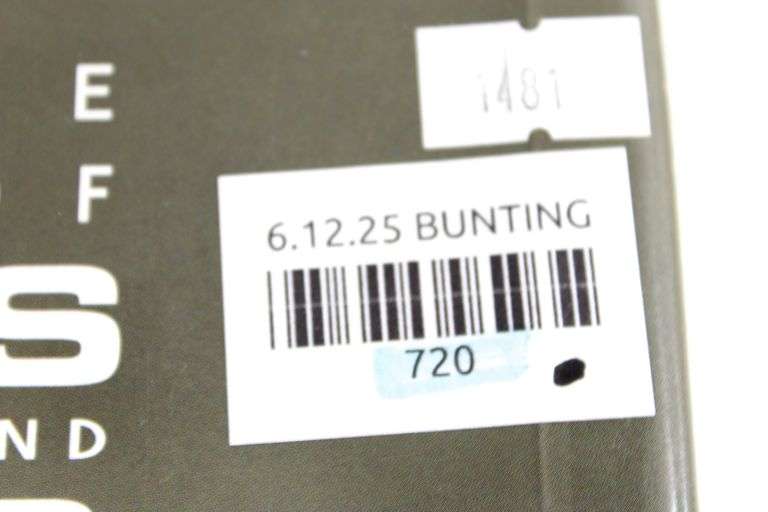 E
1481
F
6.12.25 BUNTING
S
720
ND